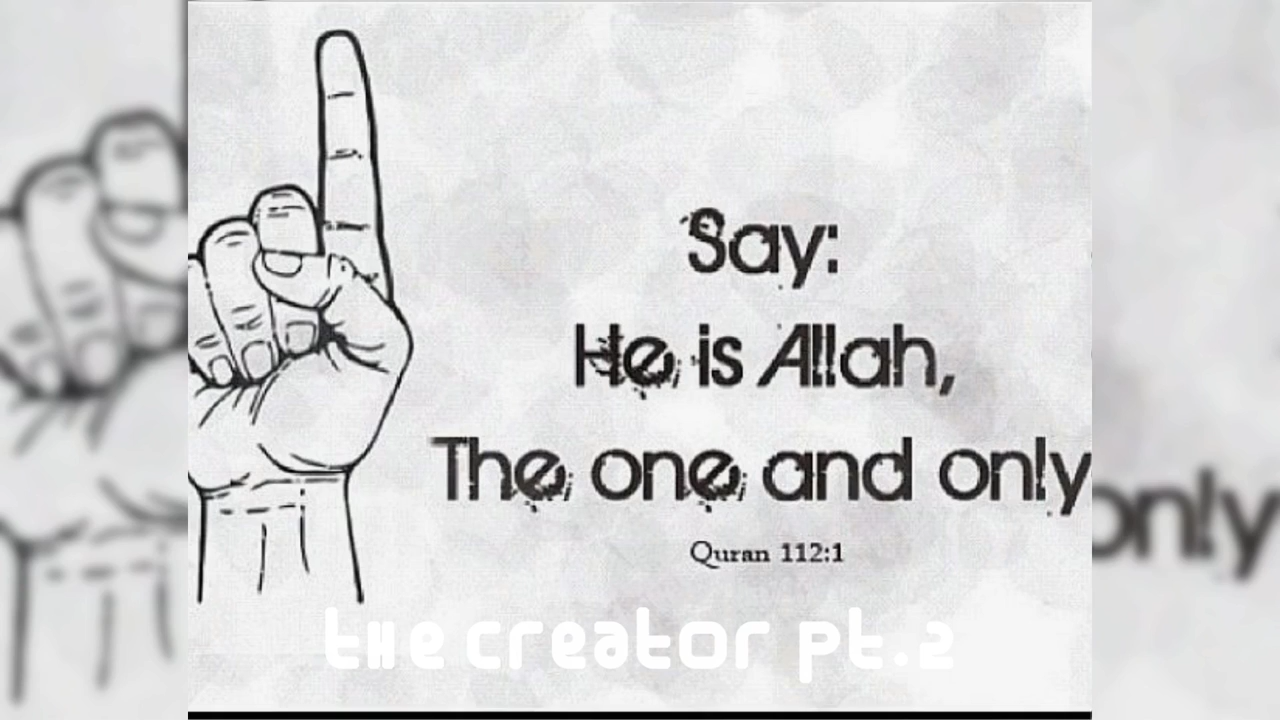 Say:
He is Allah,
The one and only
Quran 112:1
the creator pt.2